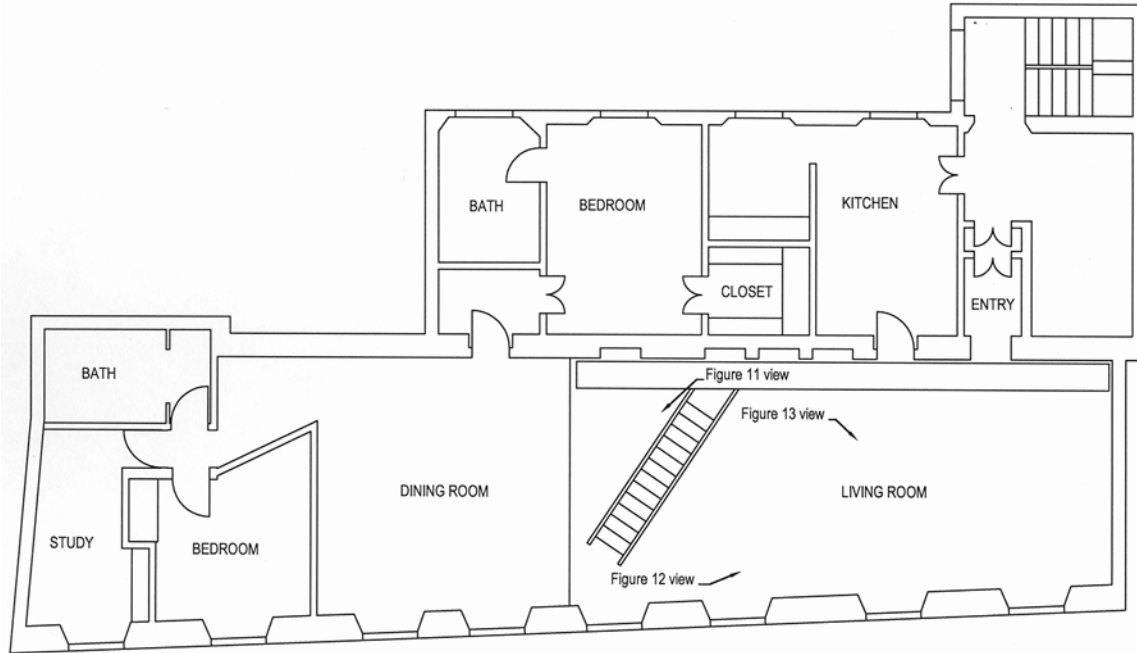 BATH
BEDROOM
KITCHEN
CLOSET
ENTRY
BATH
Figure 11 view
Figure 13 view
DINING ROOM
LIVING ROOM
STUDY
BEDROOM
Figure 12 view